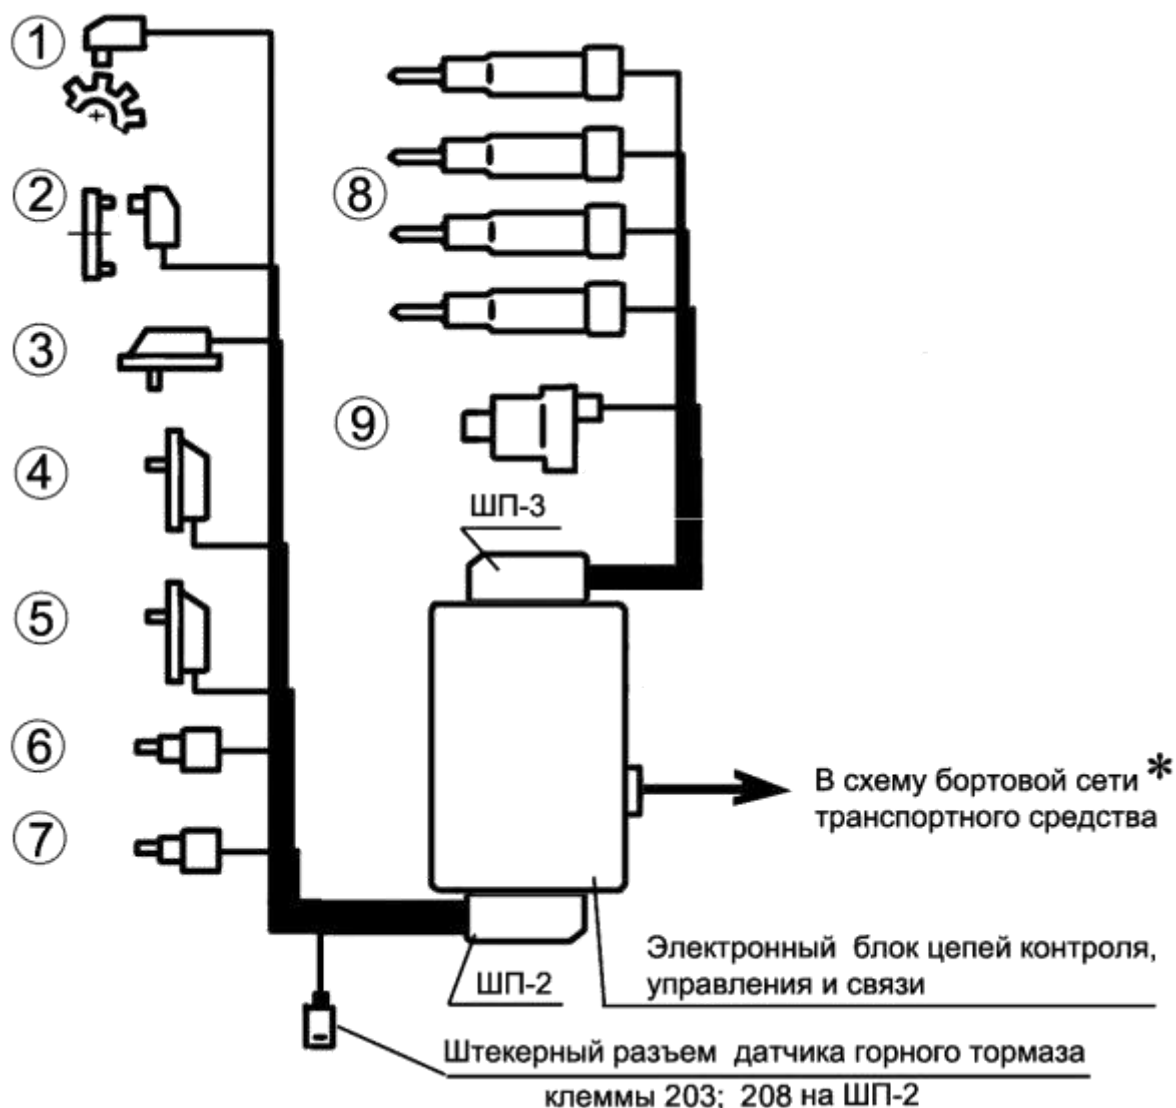 1
2
3
4
5
6
7
8
9
ШП-3
В схему бортовой сети *
транспортного средства
Электронный блок цепей контроля,
управления и связи
ШП-2
Штекерный разъем датчика горного тормаза
клеммы 203; 208 на ШП-2